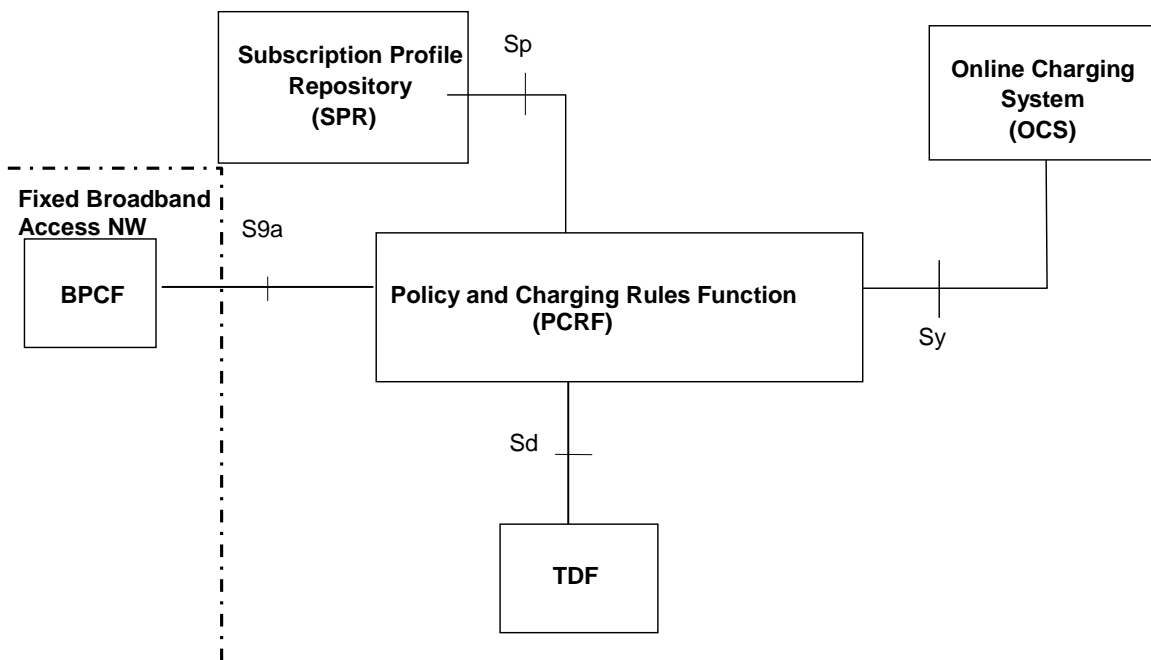 Subscription Profile
Repository
(SPR)
Sp
Online Charging
System
(OCS)
Fixed Broadband
Access NW
S9a
BPCF
Policy and Charging Rules Function
(PCRF)
Sy
Sd
TDF